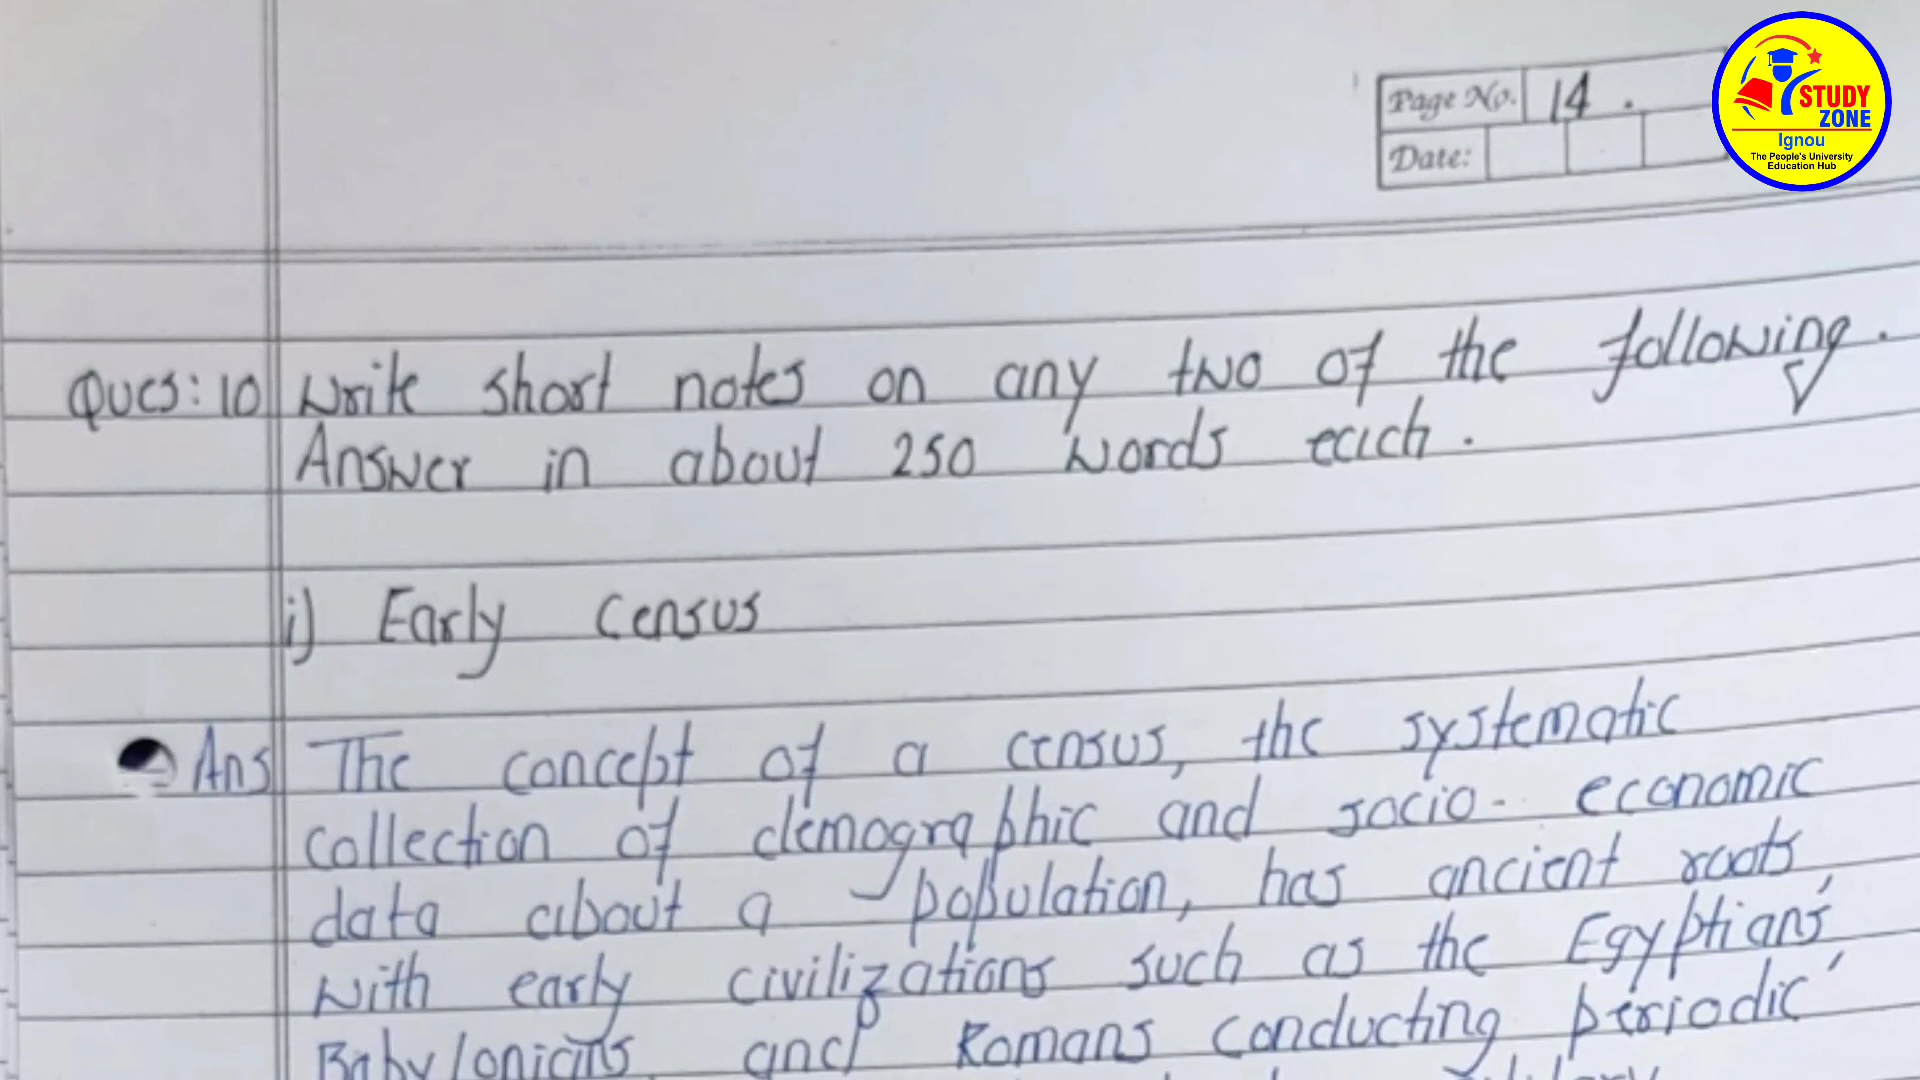 Page No. 14.
Date:
STUDY
ZONE
Ignou
The People's University
Education Hub
Ques: 10 Write short notes on any two of the following.
Answer in about 250 words each.
i) Early Census
Ans The concept of a census, the systematic
collection of demographic and socio-economic
data about a population, has ancient roots,
with early civilizations such as the Egyptians,
Babylonians and Romans conducting periodic